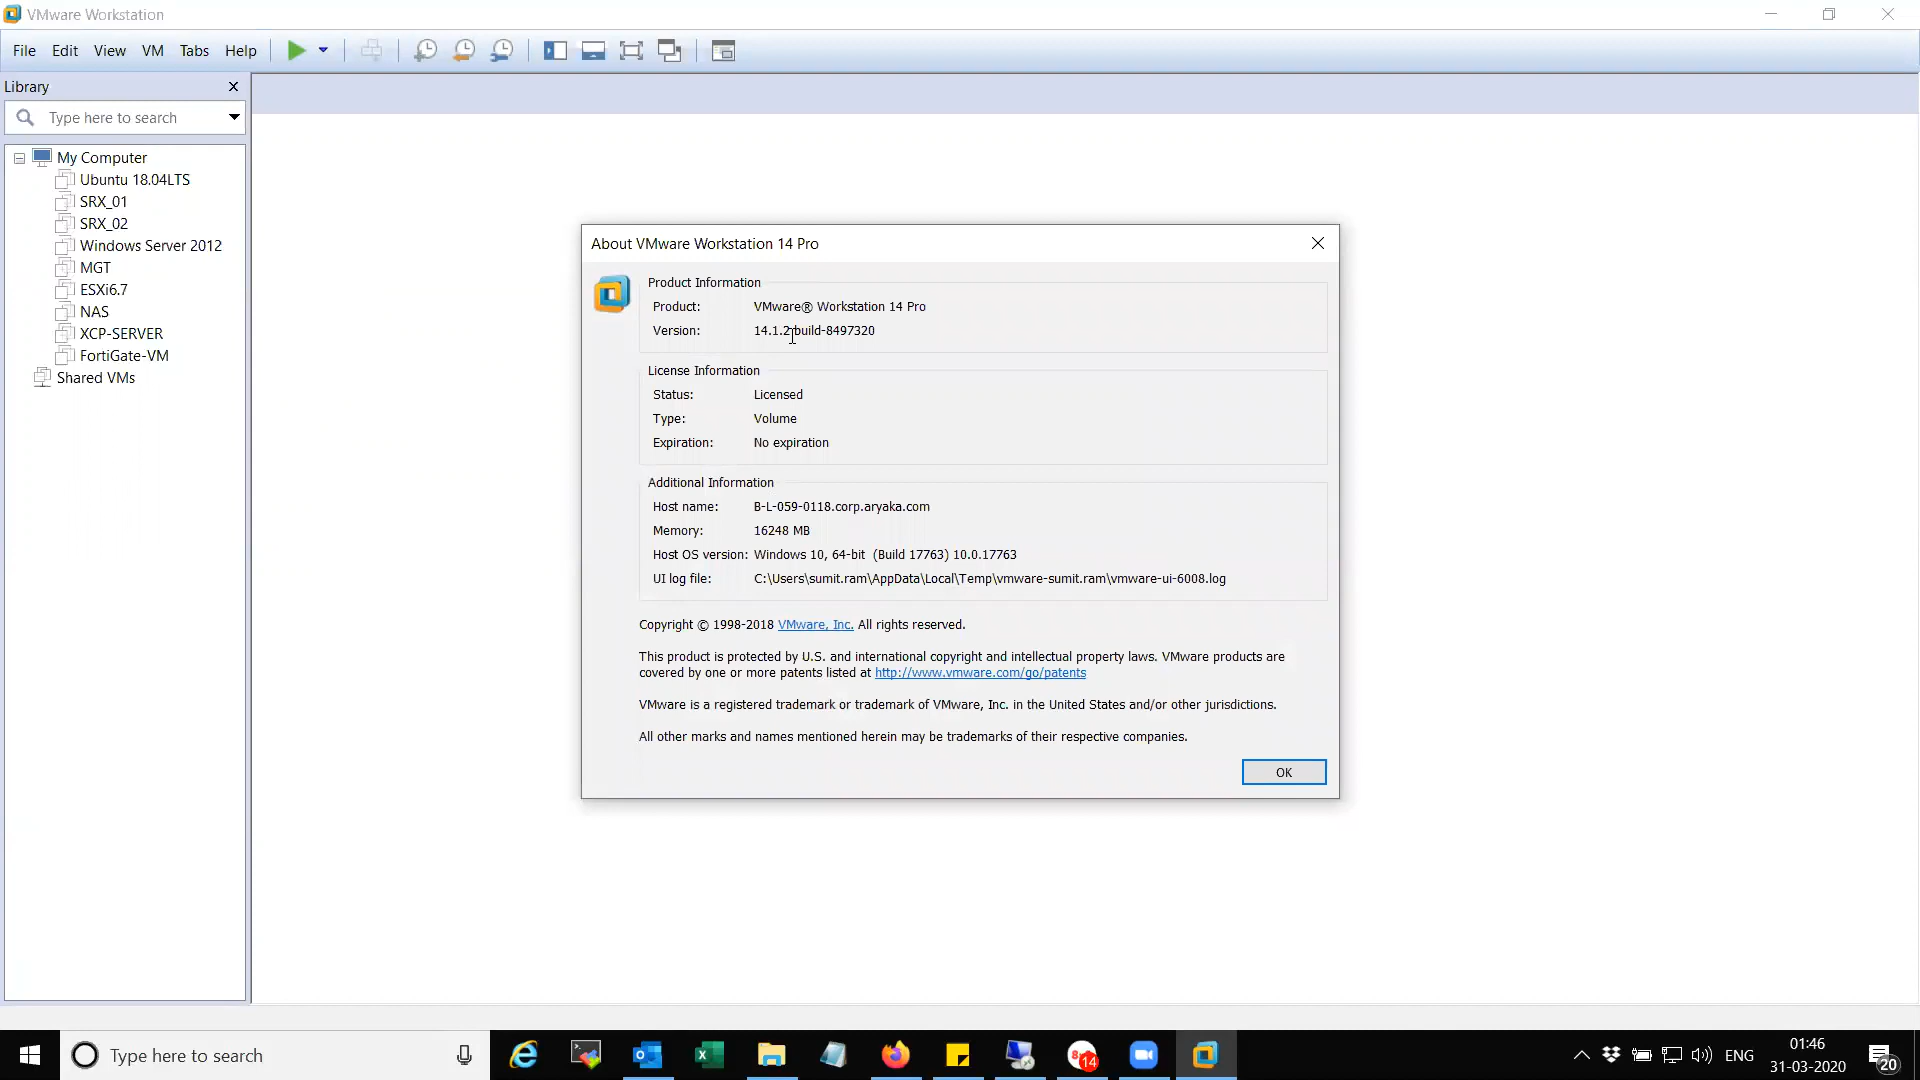 VMware Workstation
File Edit View VM Tabs Help
Library
Type here to search
My Computer
Ubuntu 18.04LTS
SRX_01
SRX_02
Windows Server 2012
MGT
ESXi6.7
NAS
XCP-SERVER
FortiGate-VM
Shared VMs
About VMware Workstation 14 Pro
Product Information
Product: VMware® Workstation 14 Pro
Version: 14.1.2 build-8497320
License Information
Status: Licensed
Type: Volume
Expiration: No expiration
Additional Information
Host name: B-L-059-0118.corp.aryaka.com
Memory: 16248 MB
Host OS version: Windows 10, 64-bit (Build 17763) 10.0.17763
UI log file: C:\Users\sumit.ram\AppData\Local\Temp\vmware-sumit.ram\vmware-ui-6008.log
Copyright © 1998-2018 VMware, Inc. All rights reserved.
This product is protected by U.S. and international copyright and intellectual property laws. VMware products are
covered by one or more patents listed at http://www.vmware.com/go/patents
VMware is a registered trademark or trademark of VMware, Inc. in the United States and/or other jurisdictions.
All other marks and names mentioned herein may be trademarks of their respective companies.
OK
Type here to search
14
ENG
01:46
31-03-2020
20